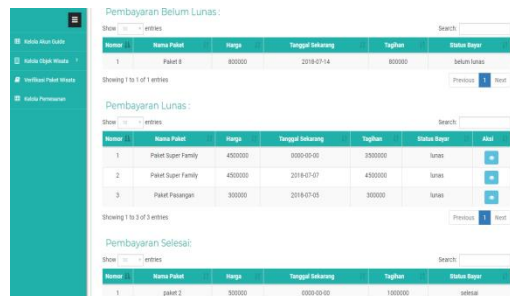 Pembayaran Belum Lunas :
Show 10 entries Search:
Nomor Nama Paket Harga Tanggal Sekarang Tagihan Status Bayar
1 Paket 8 800000 2018-07-14 800000 belum lunas
Showing 1 to 1 of 1 entries Previous 1 Next
Kelola Akun Guide
Kelola Objek Wisata
Verifikasi Paket Wisata
Kelola Pemesanan
Pembayaran Lunas :
Show 10 entries Search:
Nomor Nama Paket Harga Tanggal Sekarang Tagihan Status Bayar Aksi
1 Paket Super Family 4500000 0000-00-00 3500000 lunas
2 Paket Super Family 4500000 2018-07-07 4500000 lunas
3 Paket Pasangan 300000 2018-07-05 300000 lunas
Showing 1 to 3 of 3 entries Previous 1 Next
Pembayaran Selesai:
Show 10 entries Search:
Nomor Nama Paket Harga Tanggal Sekarang Tagihan Status Bayar
1 paket 2 500000 0000-00-00 1000000 selesai